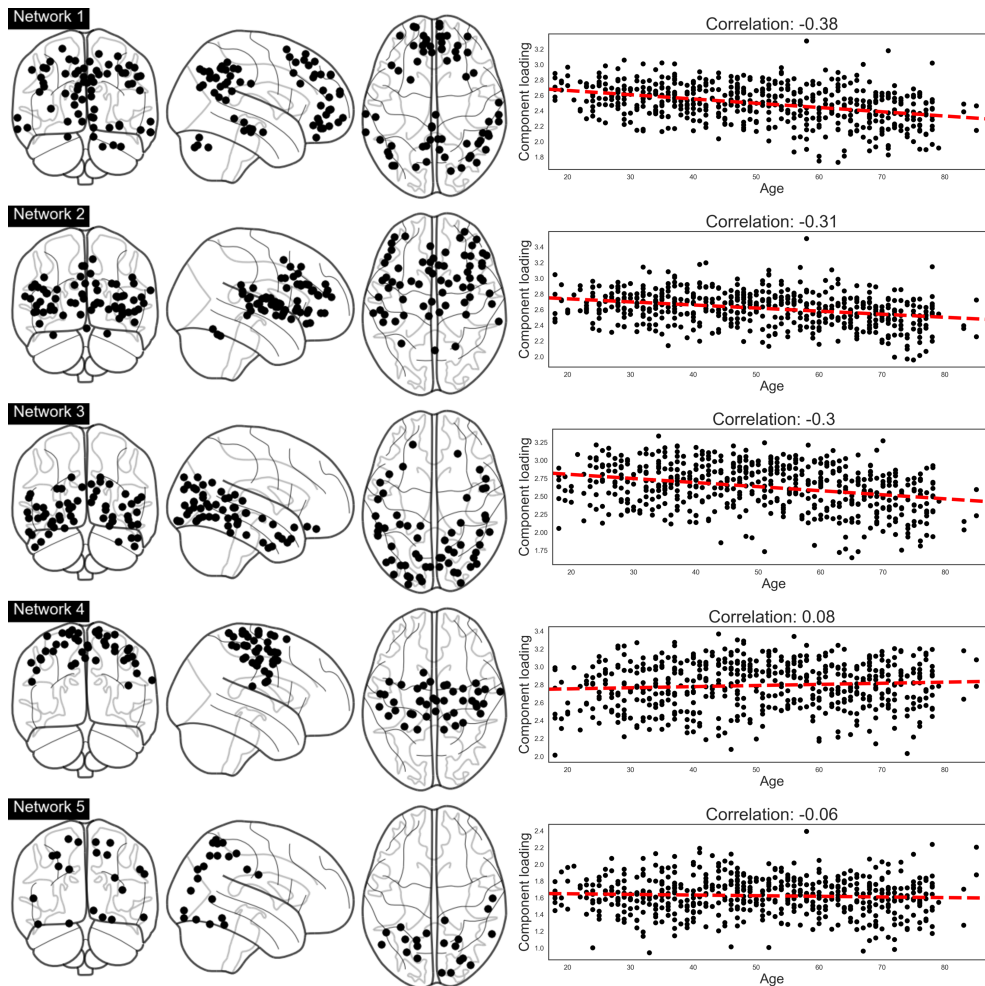 Network 1
Correlation: -0.38
Component loading
3.2
3.0
2.8
2.6
2.4
2.2
2.0
1.8
20 30 40 50 60 70 80
Age
Network 2
Correlation: -0.31
Component loading
3.4
3.2
3.0
2.8
2.6
2.4
2.2
2.0
20 30 40 50 60 70 80
Age
Network 3
Correlation: -0.3
Component loading
3.25
3.00
2.75
2.50
2.25
2.00
1.75
20 30 40 50 60 70 80
Age
Network 4
Correlation: 0.08
Component loading
3.4
3.2
3.0
2.8
2.6
2.4
2.2
2.0
20 30 40 50 60 70 80
Age
Network 5
Correlation: -0.06
Component loading
2.4
2.2
2.0
1.8
1.6
1.4
1.2
1.0
20 30 40 50 60 70 80
Age